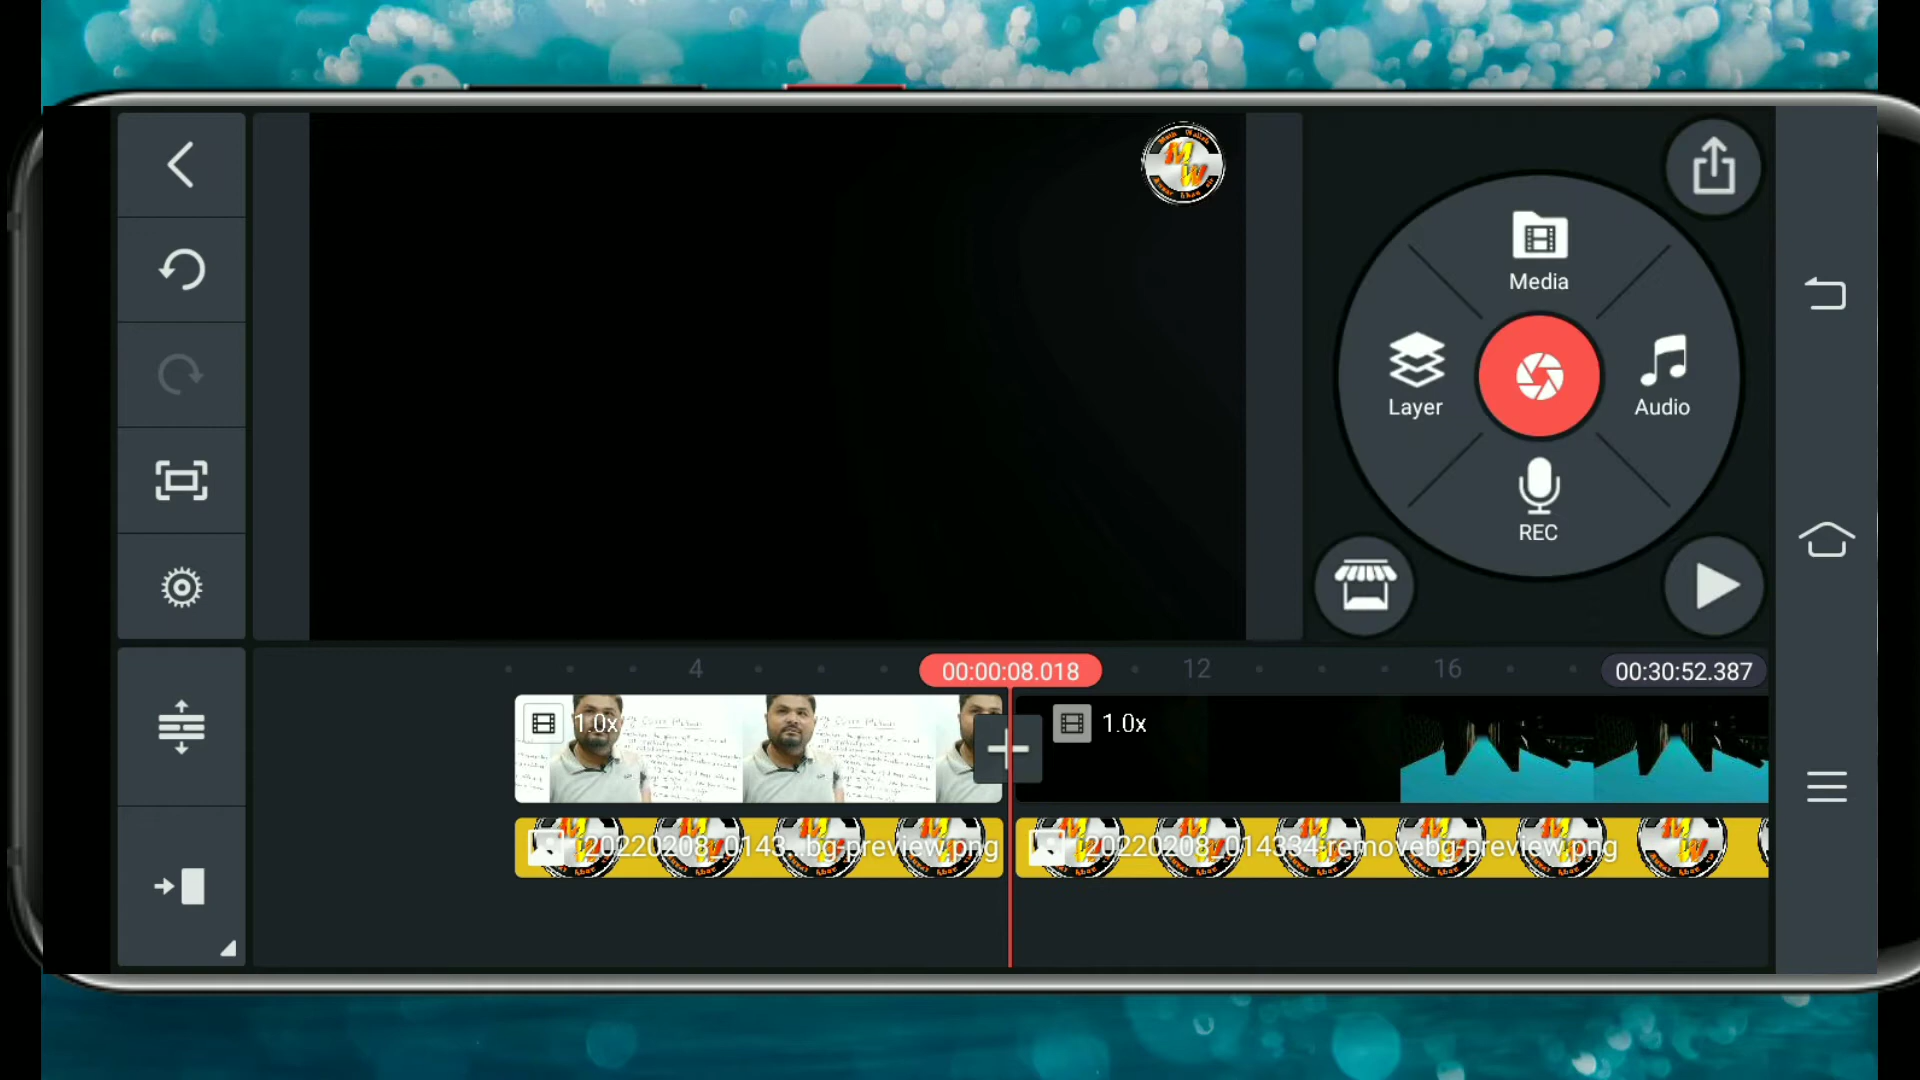 Media
Layer
Audio
REC
4
00:00:08.018
12
16
00:30:52.387
1.0x
1.0x
20220208_0143...bg-preview.png
20220208_014334-removebg-preview.png
MW